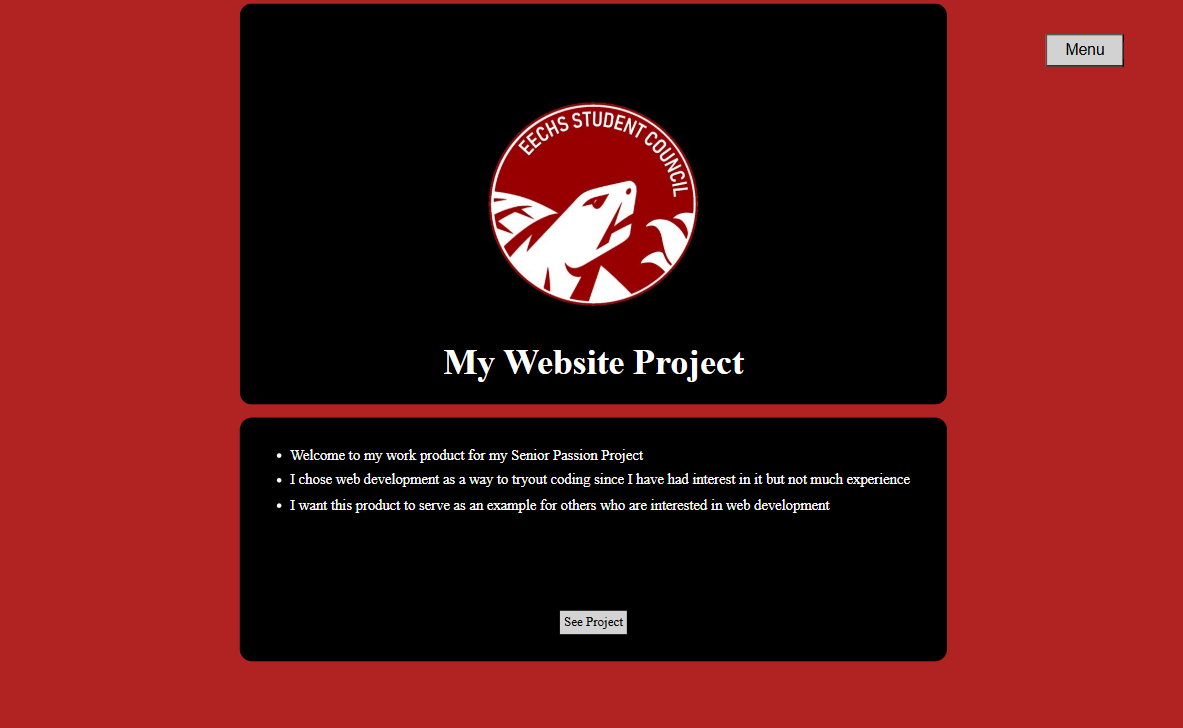 Menu
EECHS STUDENT COUNCIL
My Website Project
• Welcome to my work product for my Senior Passion Project
• I chose web development as a way to tryout coding since I have had interest in it but not much experience
• I want this product to serve as an example for others who are interested in web development
See Project